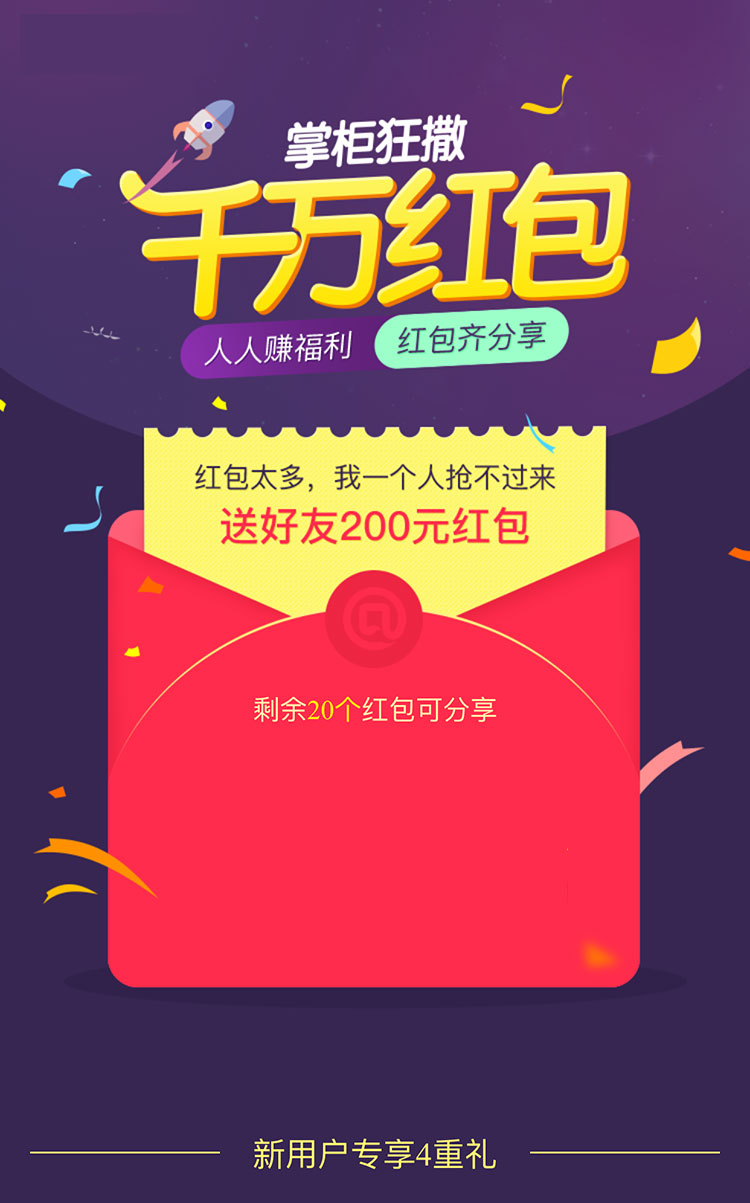 掌柜狂撒
千万红包
人人赚福利 红包齐分享
红包太多，我一个人抢不过来
送好友200元红包
@
剩余20个红包可分享
新用户专享4重礼